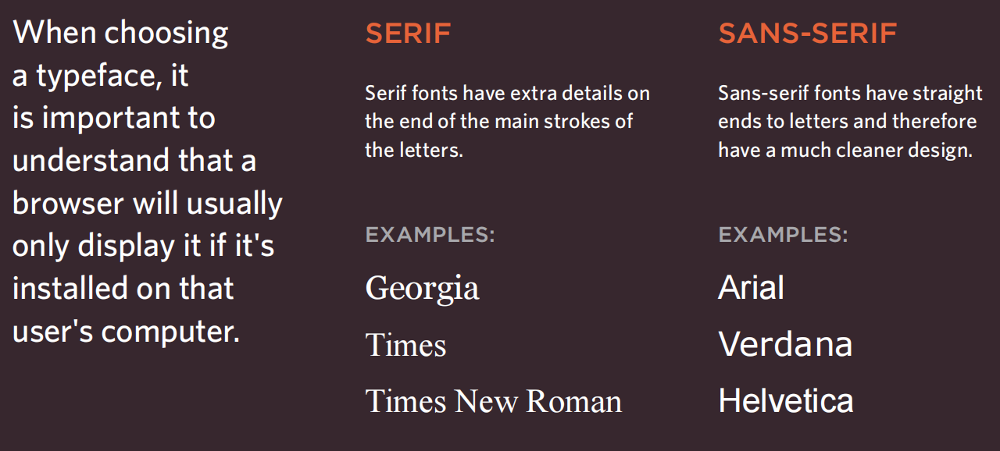 When choosing
a typeface, it
is important to
understand that a
browser will usually
only display it if it's
installed on that
user's computer.
SERIF
Serif fonts have extra details on
the end of the main strokes of
the letters.
EXAMPLES:
Georgia
Times
Times New Roman
SANS-SERIF
Sans-serif fonts have straight
ends to letters and therefore
have a much cleaner design.
EXAMPLES:
Arial
Verdana
Helvetica